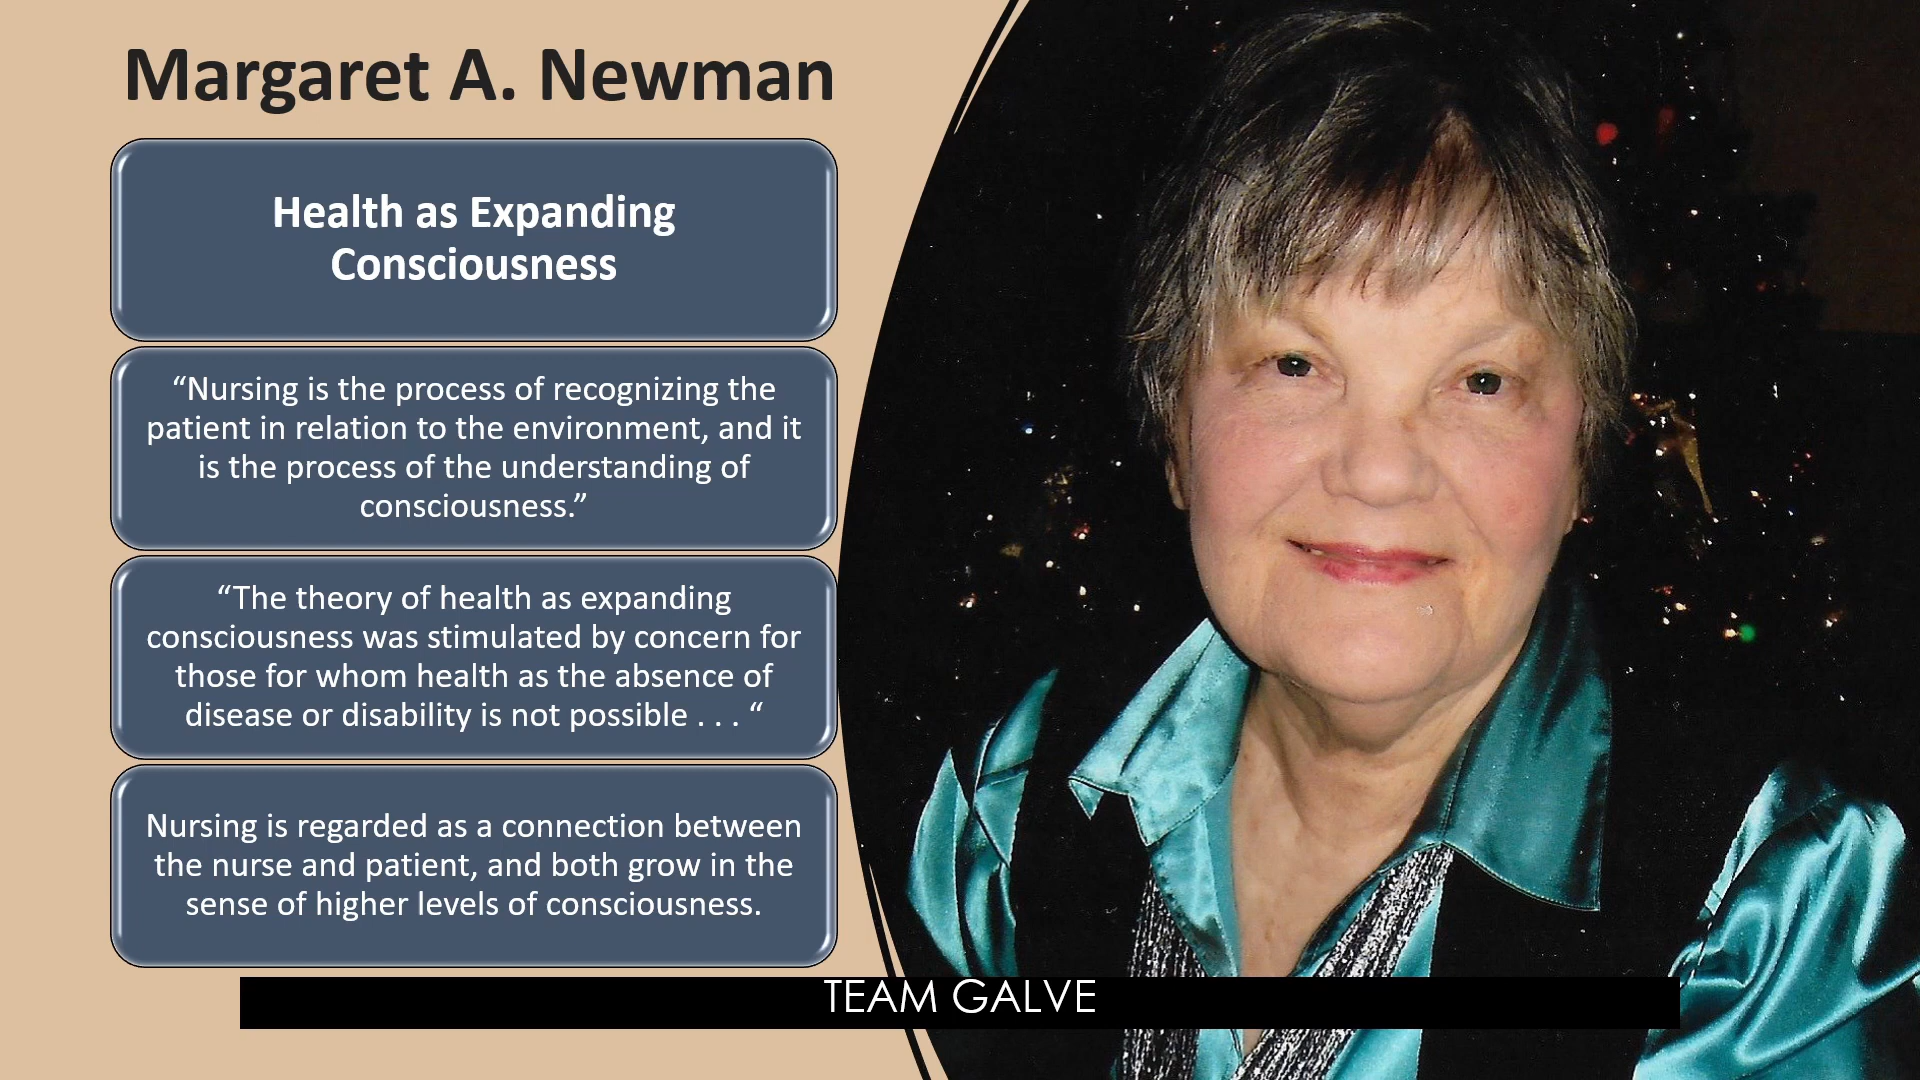 Margaret A. Newman
Health as Expanding
Consciousness
“Nursing is the process of recognizing the
patient in relation to the environment, and it
is the process of the understanding of
consciousness.”
“The theory of health as expanding
consciousness was stimulated by concern for
those for whom health as the absence of
disease or disability is not possible . . . “
Nursing is regarded as a connection between
the nurse and patient, and both grow in the
sense of higher levels of consciousness.
TEAM GALVE